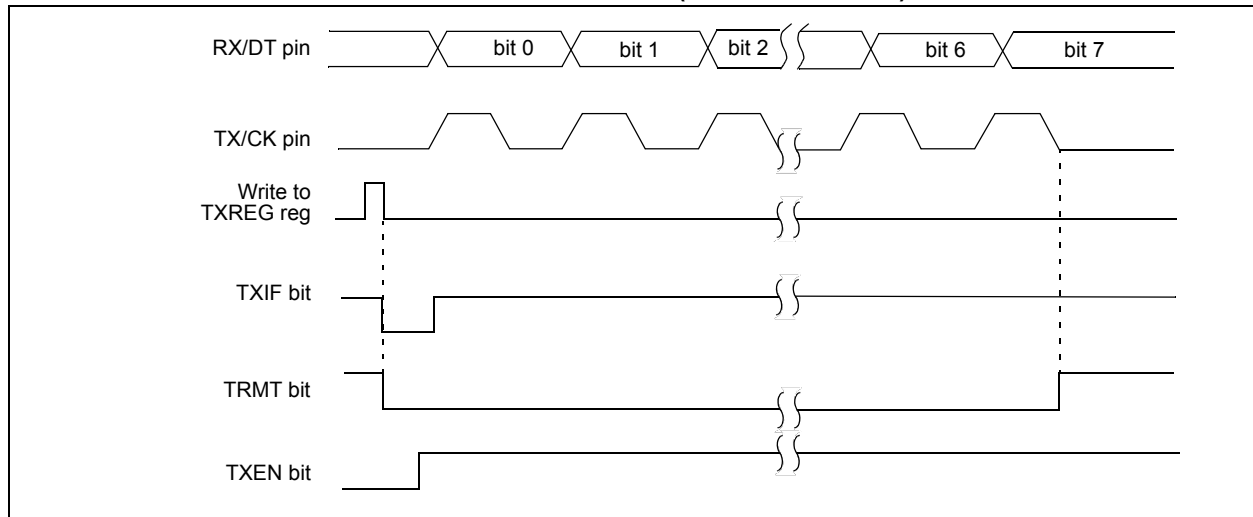 RX/DT pin
bit 0 bit 1 bit 2 bit 6 bit 7
TX/CK pin
Write to
TXREG reg
TXIF bit
TRMT bit
TXEN bit